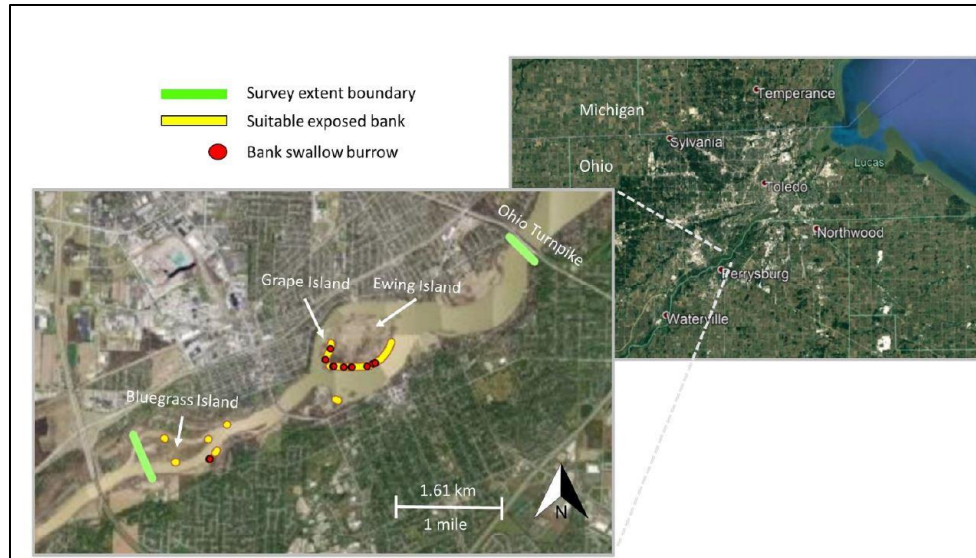 Survey extent boundary
Suitable exposed bank
Bank swallow burrow
Michigan
Temperance
Sylvania
Ohio
Lucas
Toledo
Northwood
Perrysburg
Waterville
Ohio Turnpike
Grape Island
Ewing Island
Bluegrass Island
1.61 km
1 mile
N